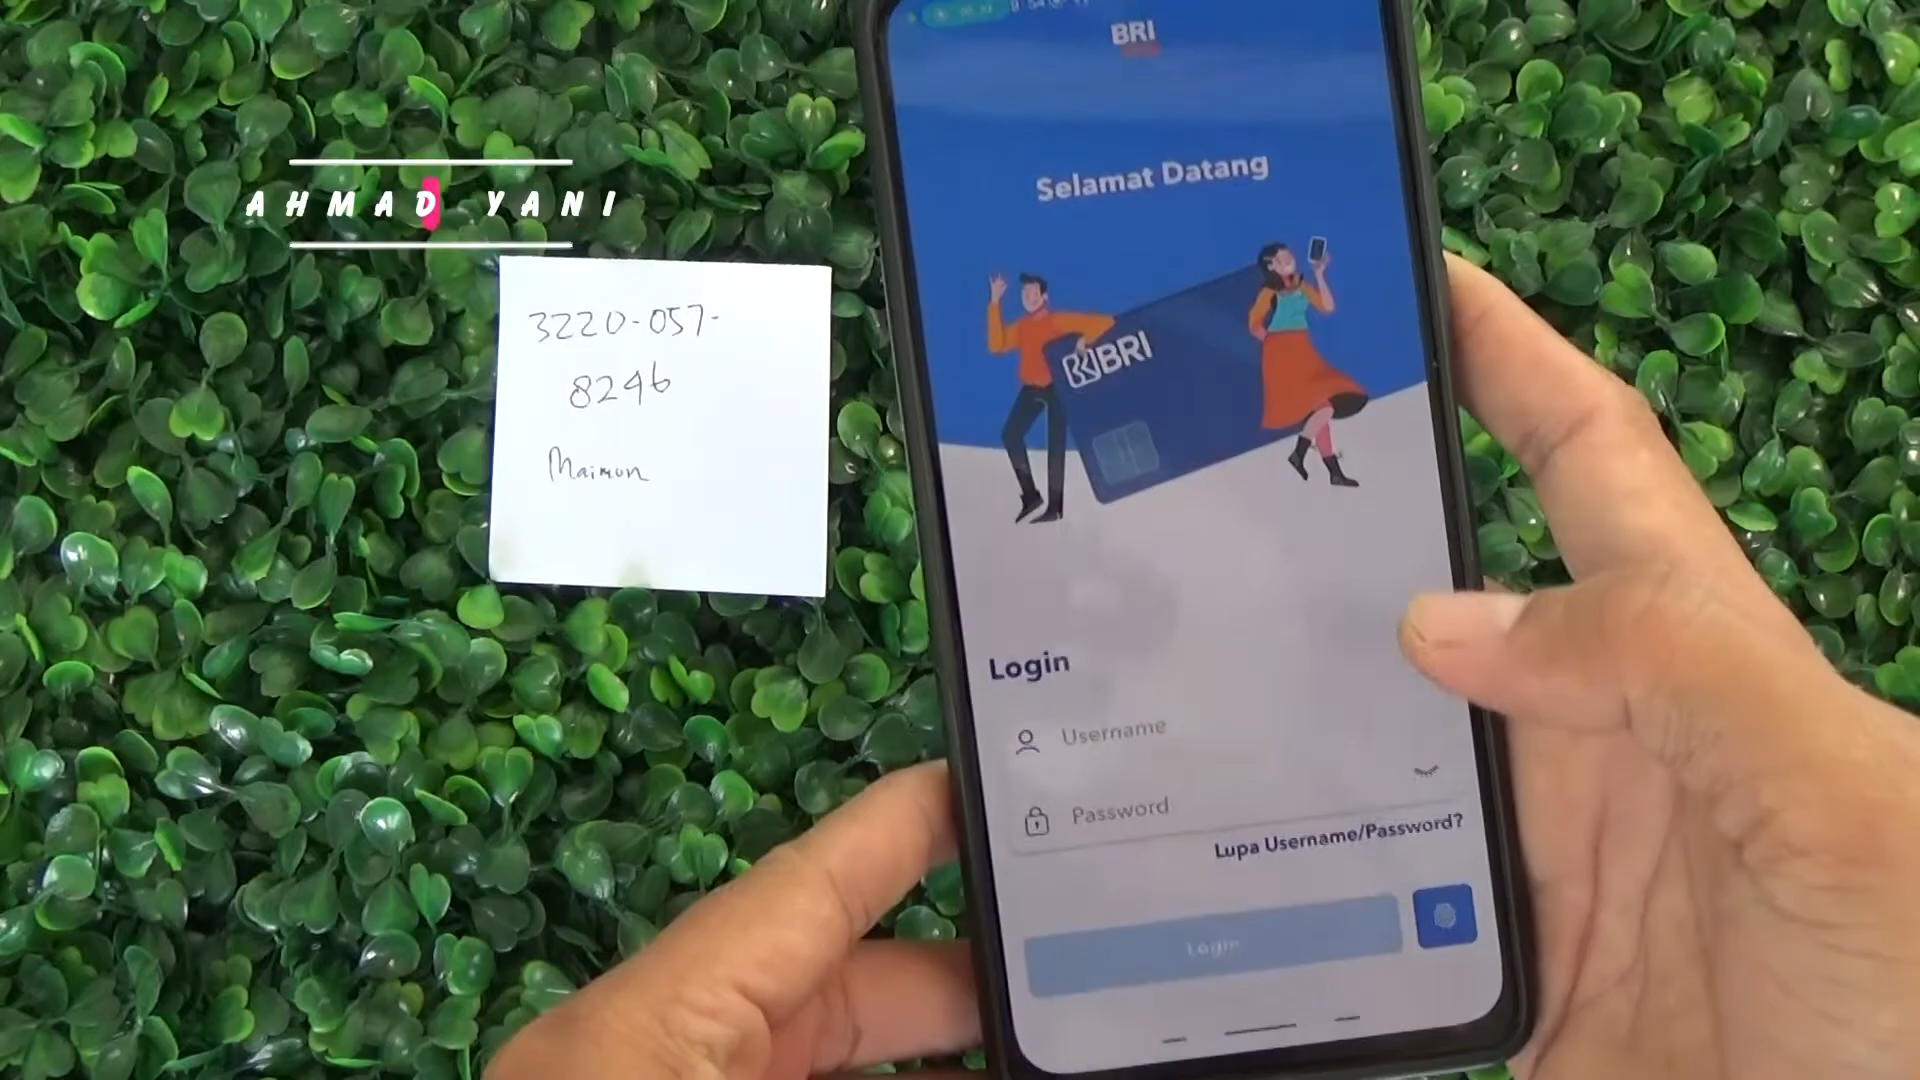 AHMAD YANI
3220-057-
8246
Maimun
BRI
Selamat Datang
BRI
Login
Username
Password
Lupa Username/Password?
Login